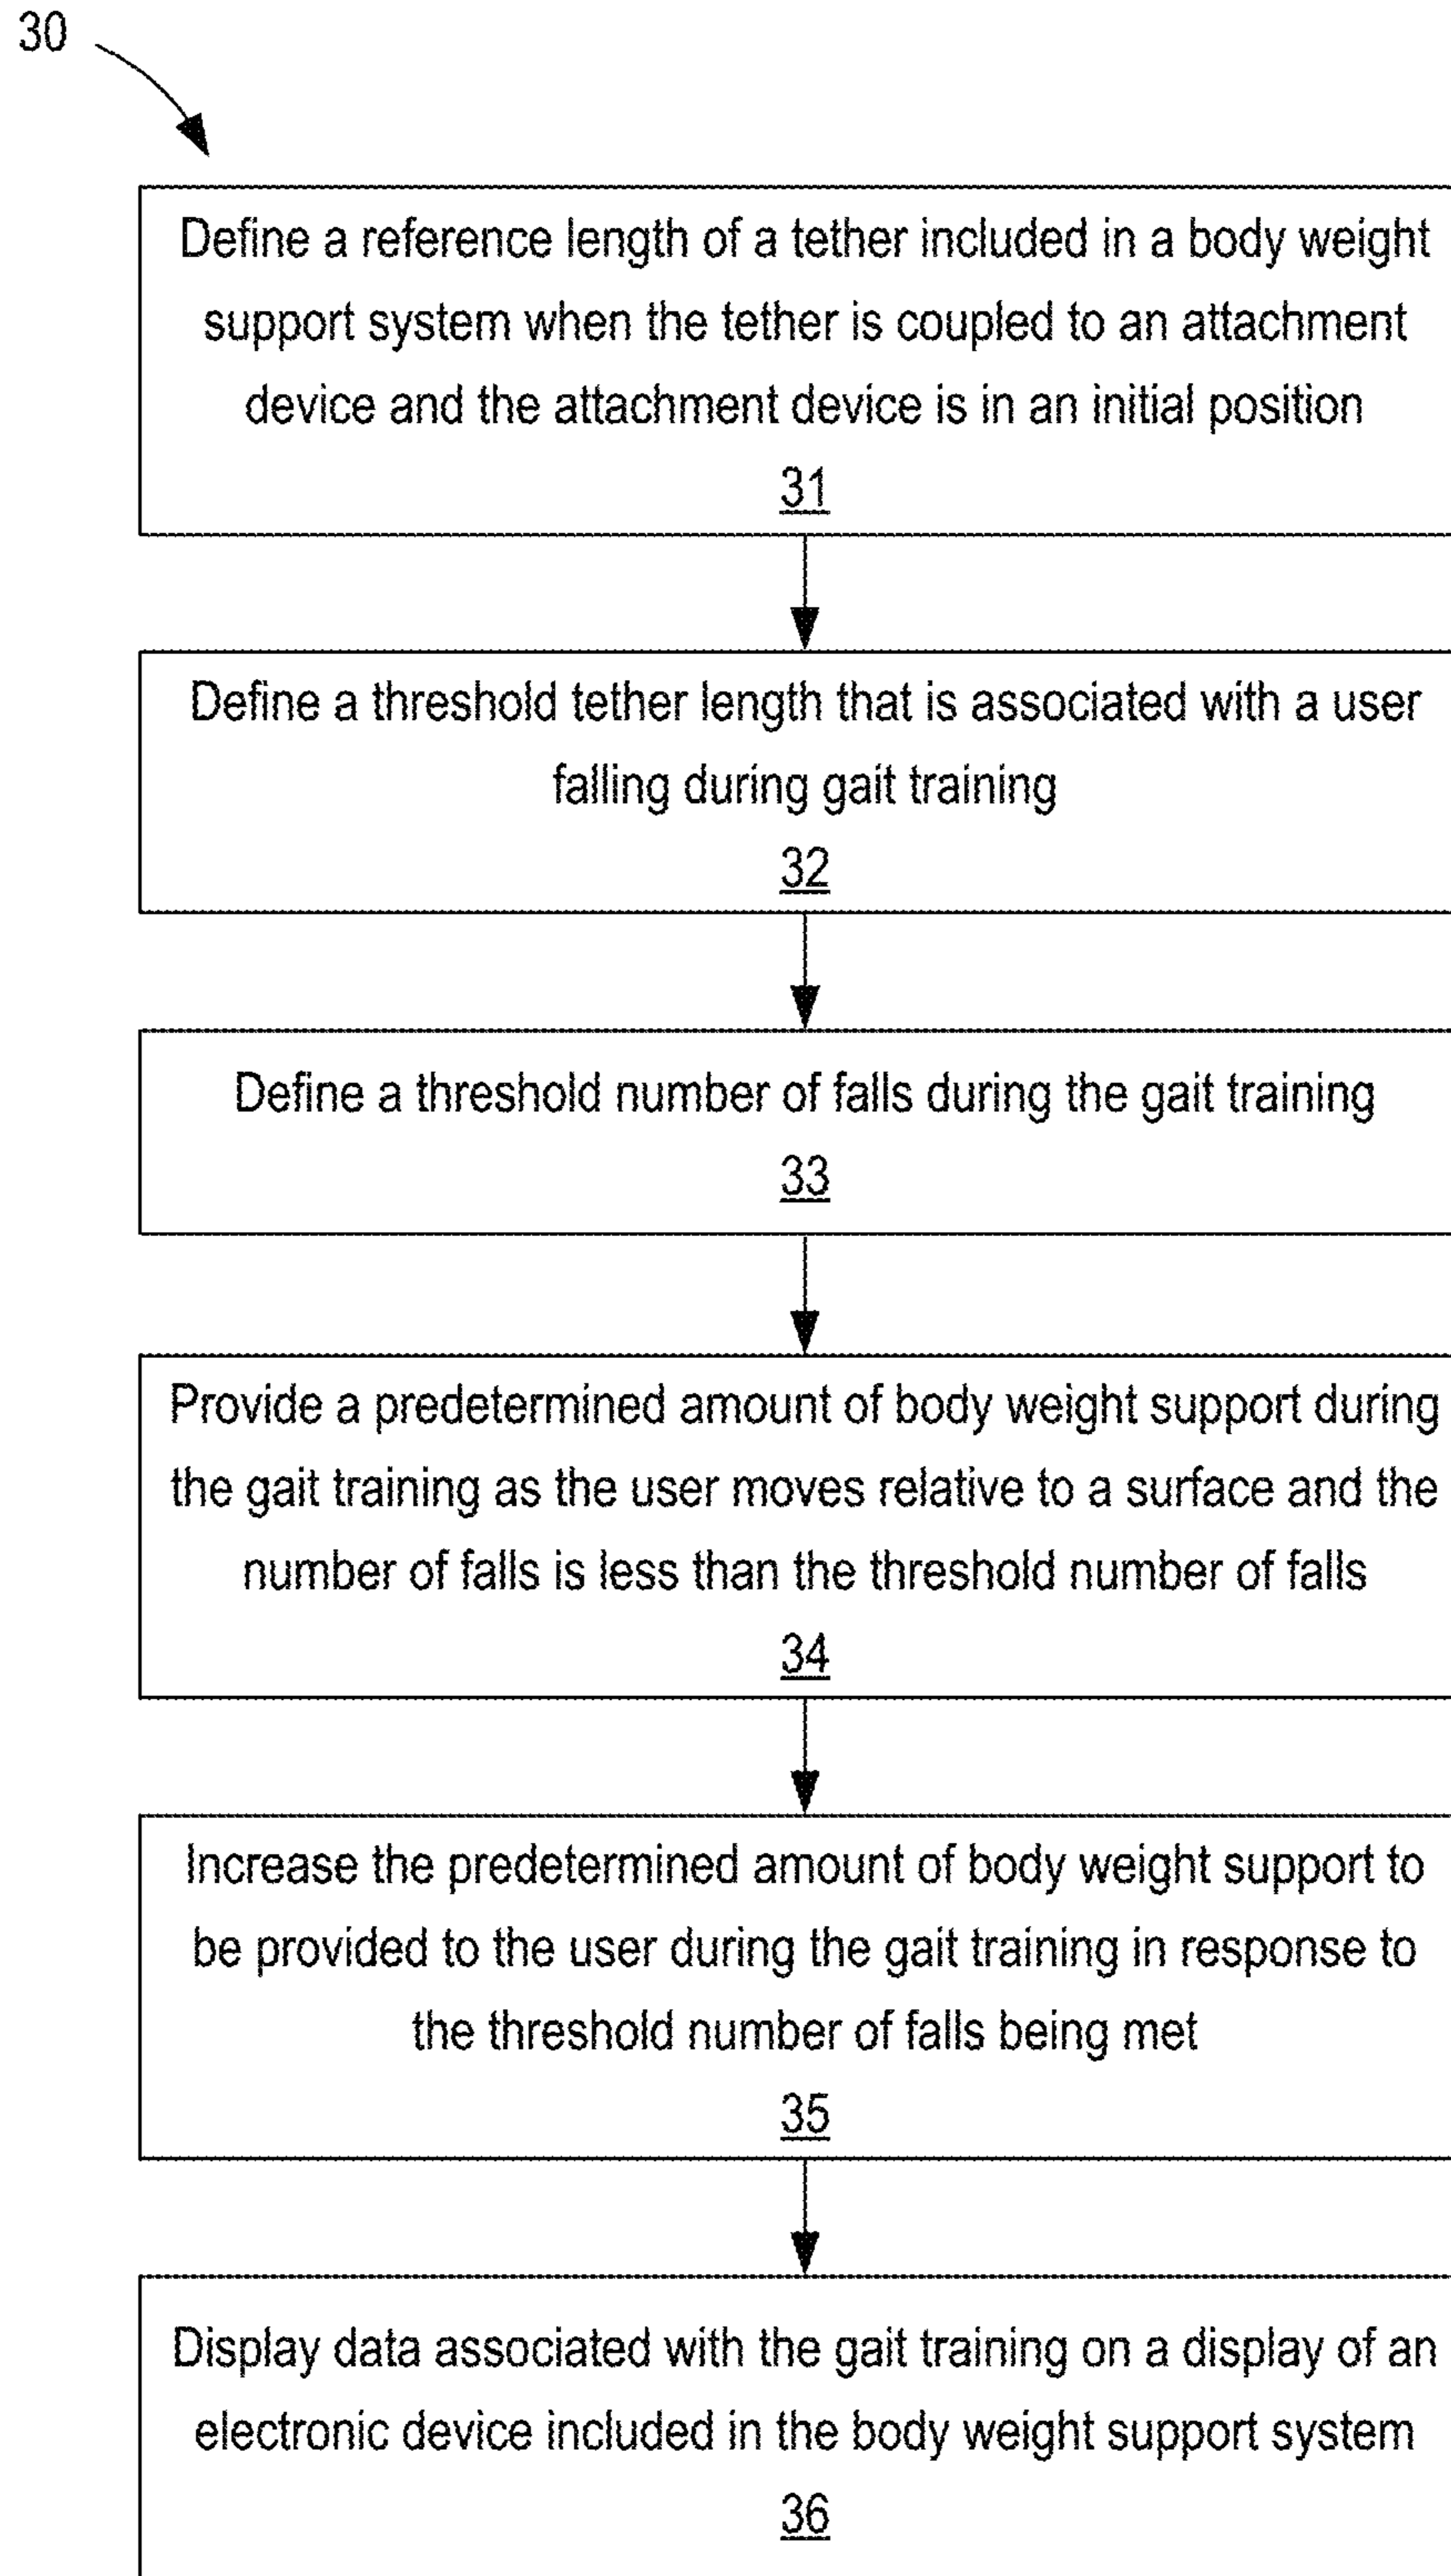 30
Define a reference length of a tether included in a body weight
support system when the tether is coupled to an attachment
device and the attachment device is in an initial position
31
Define a threshold tether length that is associated with a user
falling during gait training
32
Define a threshold number of falls during the gait training
33
Provide a predetermined amount of body weight support during
the gait training as the user moves relative to a surface and the
number of falls is less than the threshold number of falls
34
Increase the predetermined amount of body weight support to
be provided to the user during the gait training in response to
the threshold number of falls being met
35
Display data associated with the gait training on a display of an
electronic device included in the body weight support system
36